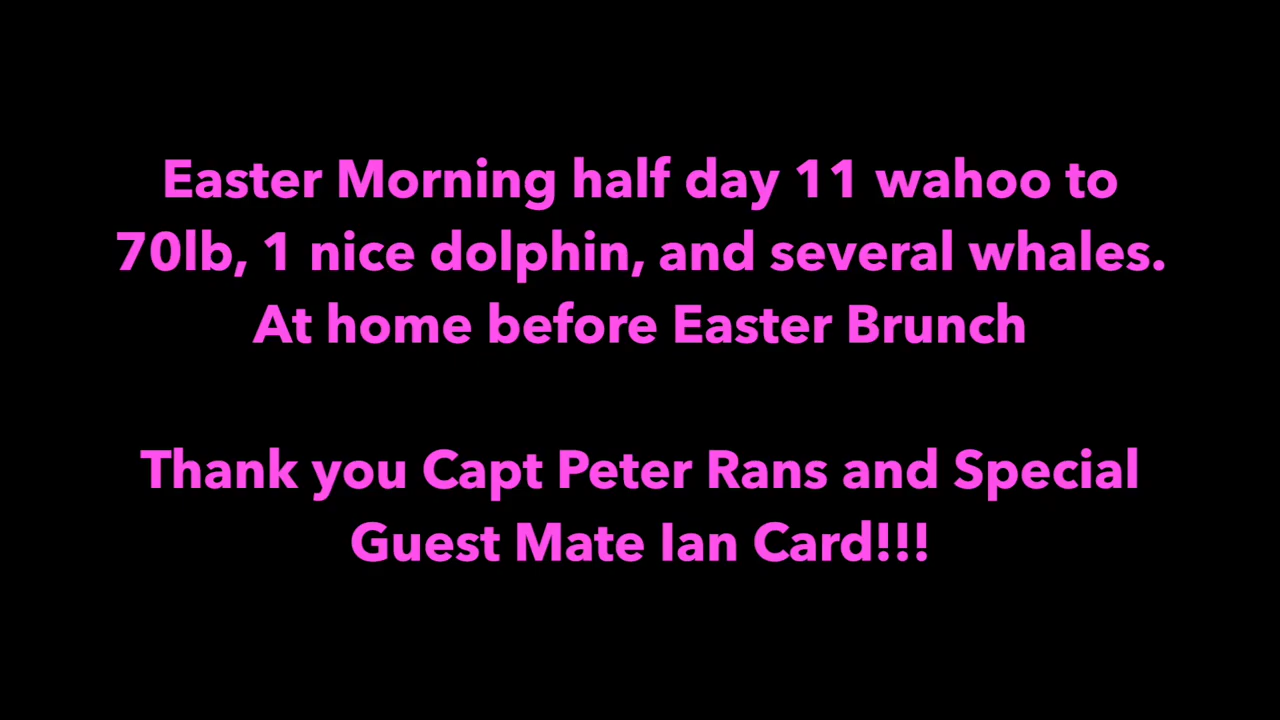 Easter Morning half day 11 wahoo to
70lb, 1 nice dolphin, and several whales.
At home before Easter Brunch
Thank you Capt Peter Rans and Special
Guest Mate Ian Card!!!